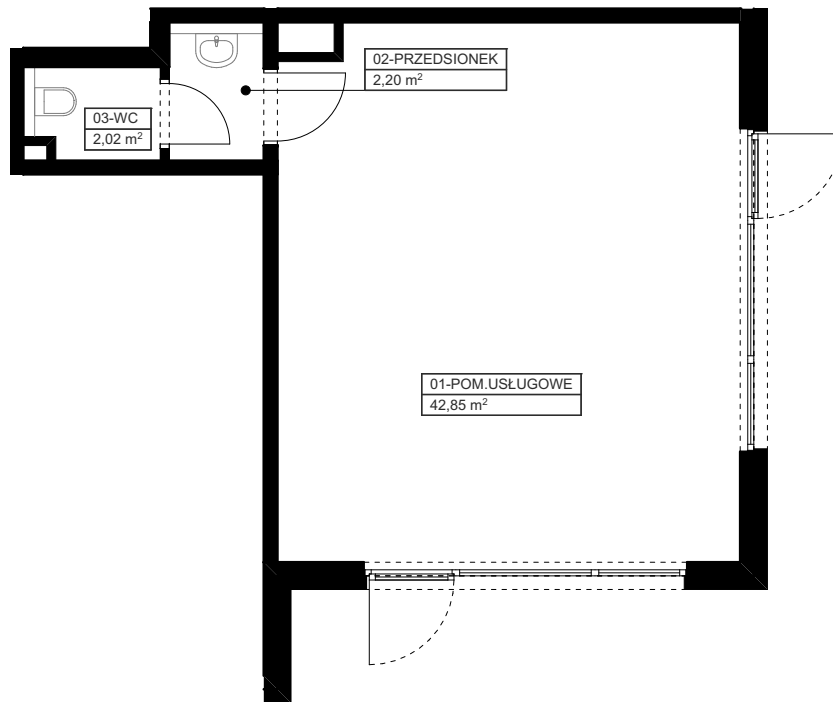 02-PRZEDSIONEK
2,20 m²
03-WC
2,02 m²
01-POM.USŁUGOWE
42,85 m²